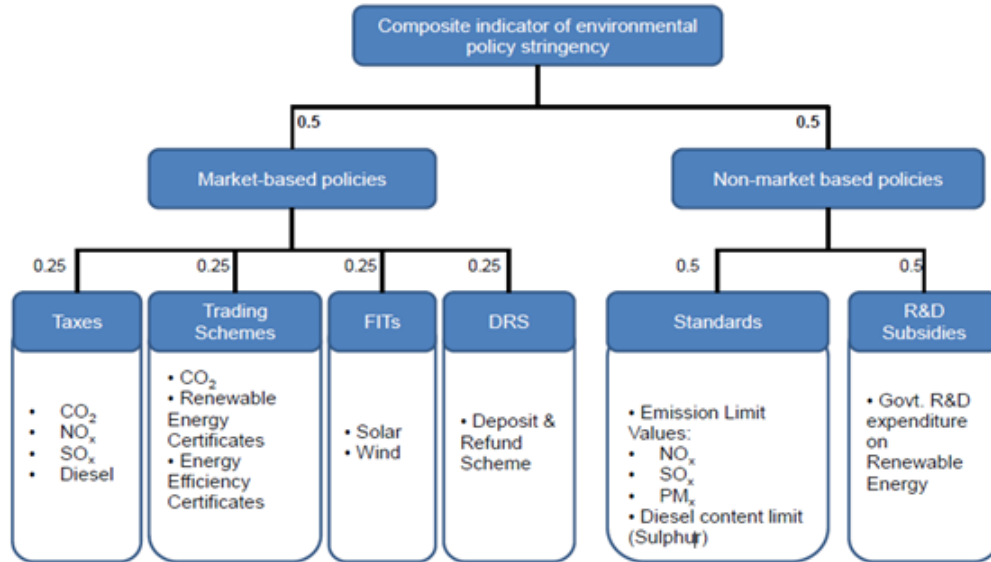 Composite indicator of environmental
policy stringency
0.5
0.5
Market-based policies
Non-market based policies
0.25
0.25
0.25
0.25
0.5
0.5
Taxes
Trading
Schemes
FITs
DRS
Standards
R&D
Subsidies
• CO₂
• NOₓ
• SOₓ
• Diesel
• CO₂
• Renewable
Energy
Certificates
• Energy
Efficiency
Certificates
• Solar
• Wind
• Deposit &
Refund
Scheme
• Emission Limit
Values:
• NOₓ
• SOₓ
• PMₓ
• Diesel content limit
(Sulphur)
• Govt. R&D
expenditure
on
Renewable
Energy